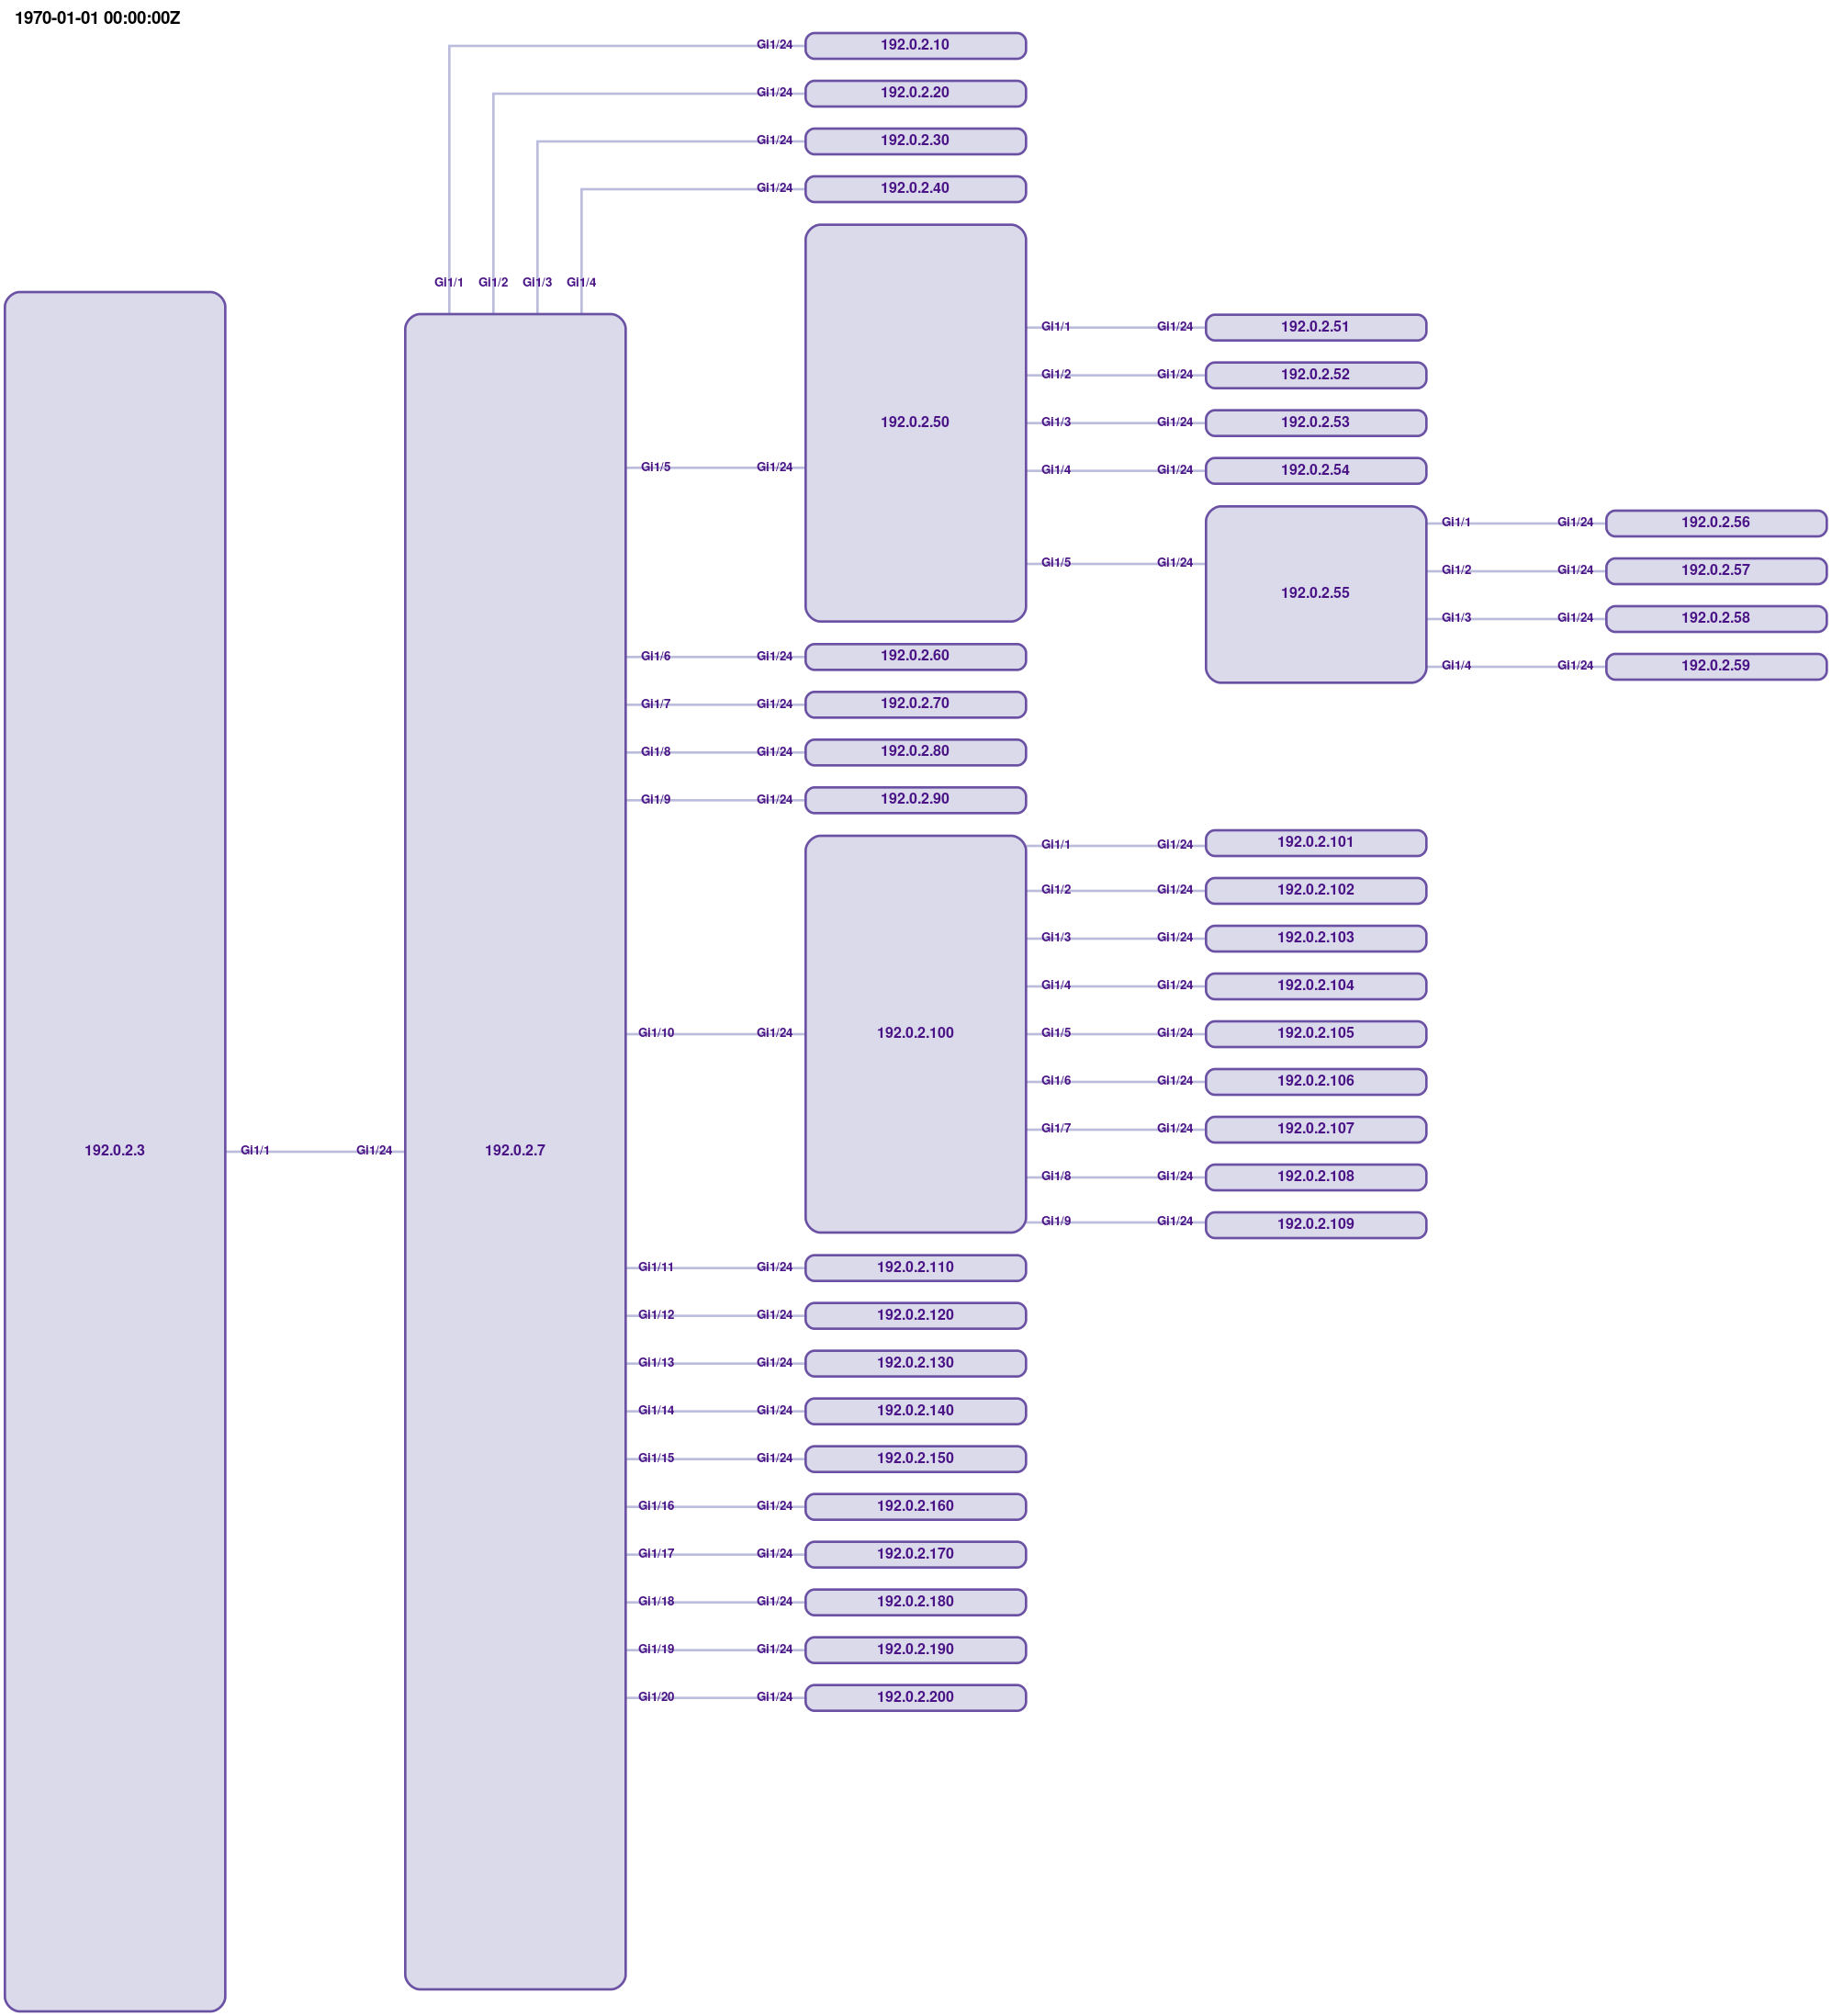 1970-01-01 00:00:00Z
Gi1/24 192.0.2.10
Gi1/24 192.0.2.20
Gi1/24 192.0.2.30
Gi1/24 192.0.2.40
Gi1/1 Gi1/2 Gi1/3 Gi1/4
Gi1/1 Gi1/24 192.0.2.51
Gi1/2 Gi1/24 192.0.2.52
192.0.2.50 Gi1/3 Gi1/24 192.0.2.53
Gi1/5 Gi1/24 Gi1/4 Gi1/24 192.0.2.54
Gi1/1 Gi1/24 192.0.2.56
Gi1/5 Gi1/24 Gi1/2 Gi1/24 192.0.2.57
192.0.2.55
Gi1/3 Gi1/24 192.0.2.58
Gi1/6 Gi1/24 192.0.2.60 Gi1/4 Gi1/24 192.0.2.59
Gi1/7 Gi1/24 192.0.2.70
Gi1/8 Gi1/24 192.0.2.80
Gi1/9 Gi1/24 192.0.2.90
Gi1/1 Gi1/24 192.0.2.101
Gi1/2 Gi1/24 192.0.2.102
Gi1/3 Gi1/24 192.0.2.103
Gi1/4 Gi1/24 192.0.2.104
Gi1/10 Gi1/24 192.0.2.100 Gi1/5 Gi1/24 192.0.2.105
Gi1/6 Gi1/24 192.0.2.106
Gi1/7 Gi1/24 192.0.2.107
192.0.2.3 Gi1/1 Gi1/24 192.0.2.7
Gi1/8 Gi1/24 192.0.2.108
Gi1/9 Gi1/24 192.0.2.109
Gi1/11 Gi1/24 192.0.2.110
Gi1/12 Gi1/24 192.0.2.120
Gi1/13 Gi1/24 192.0.2.130
Gi1/14 Gi1/24 192.0.2.140
Gi1/15 Gi1/24 192.0.2.150
Gi1/16 Gi1/24 192.0.2.160
Gi1/17 Gi1/24 192.0.2.170
Gi1/18 Gi1/24 192.0.2.180
Gi1/19 Gi1/24 192.0.2.190
Gi1/20 Gi1/24 192.0.2.200